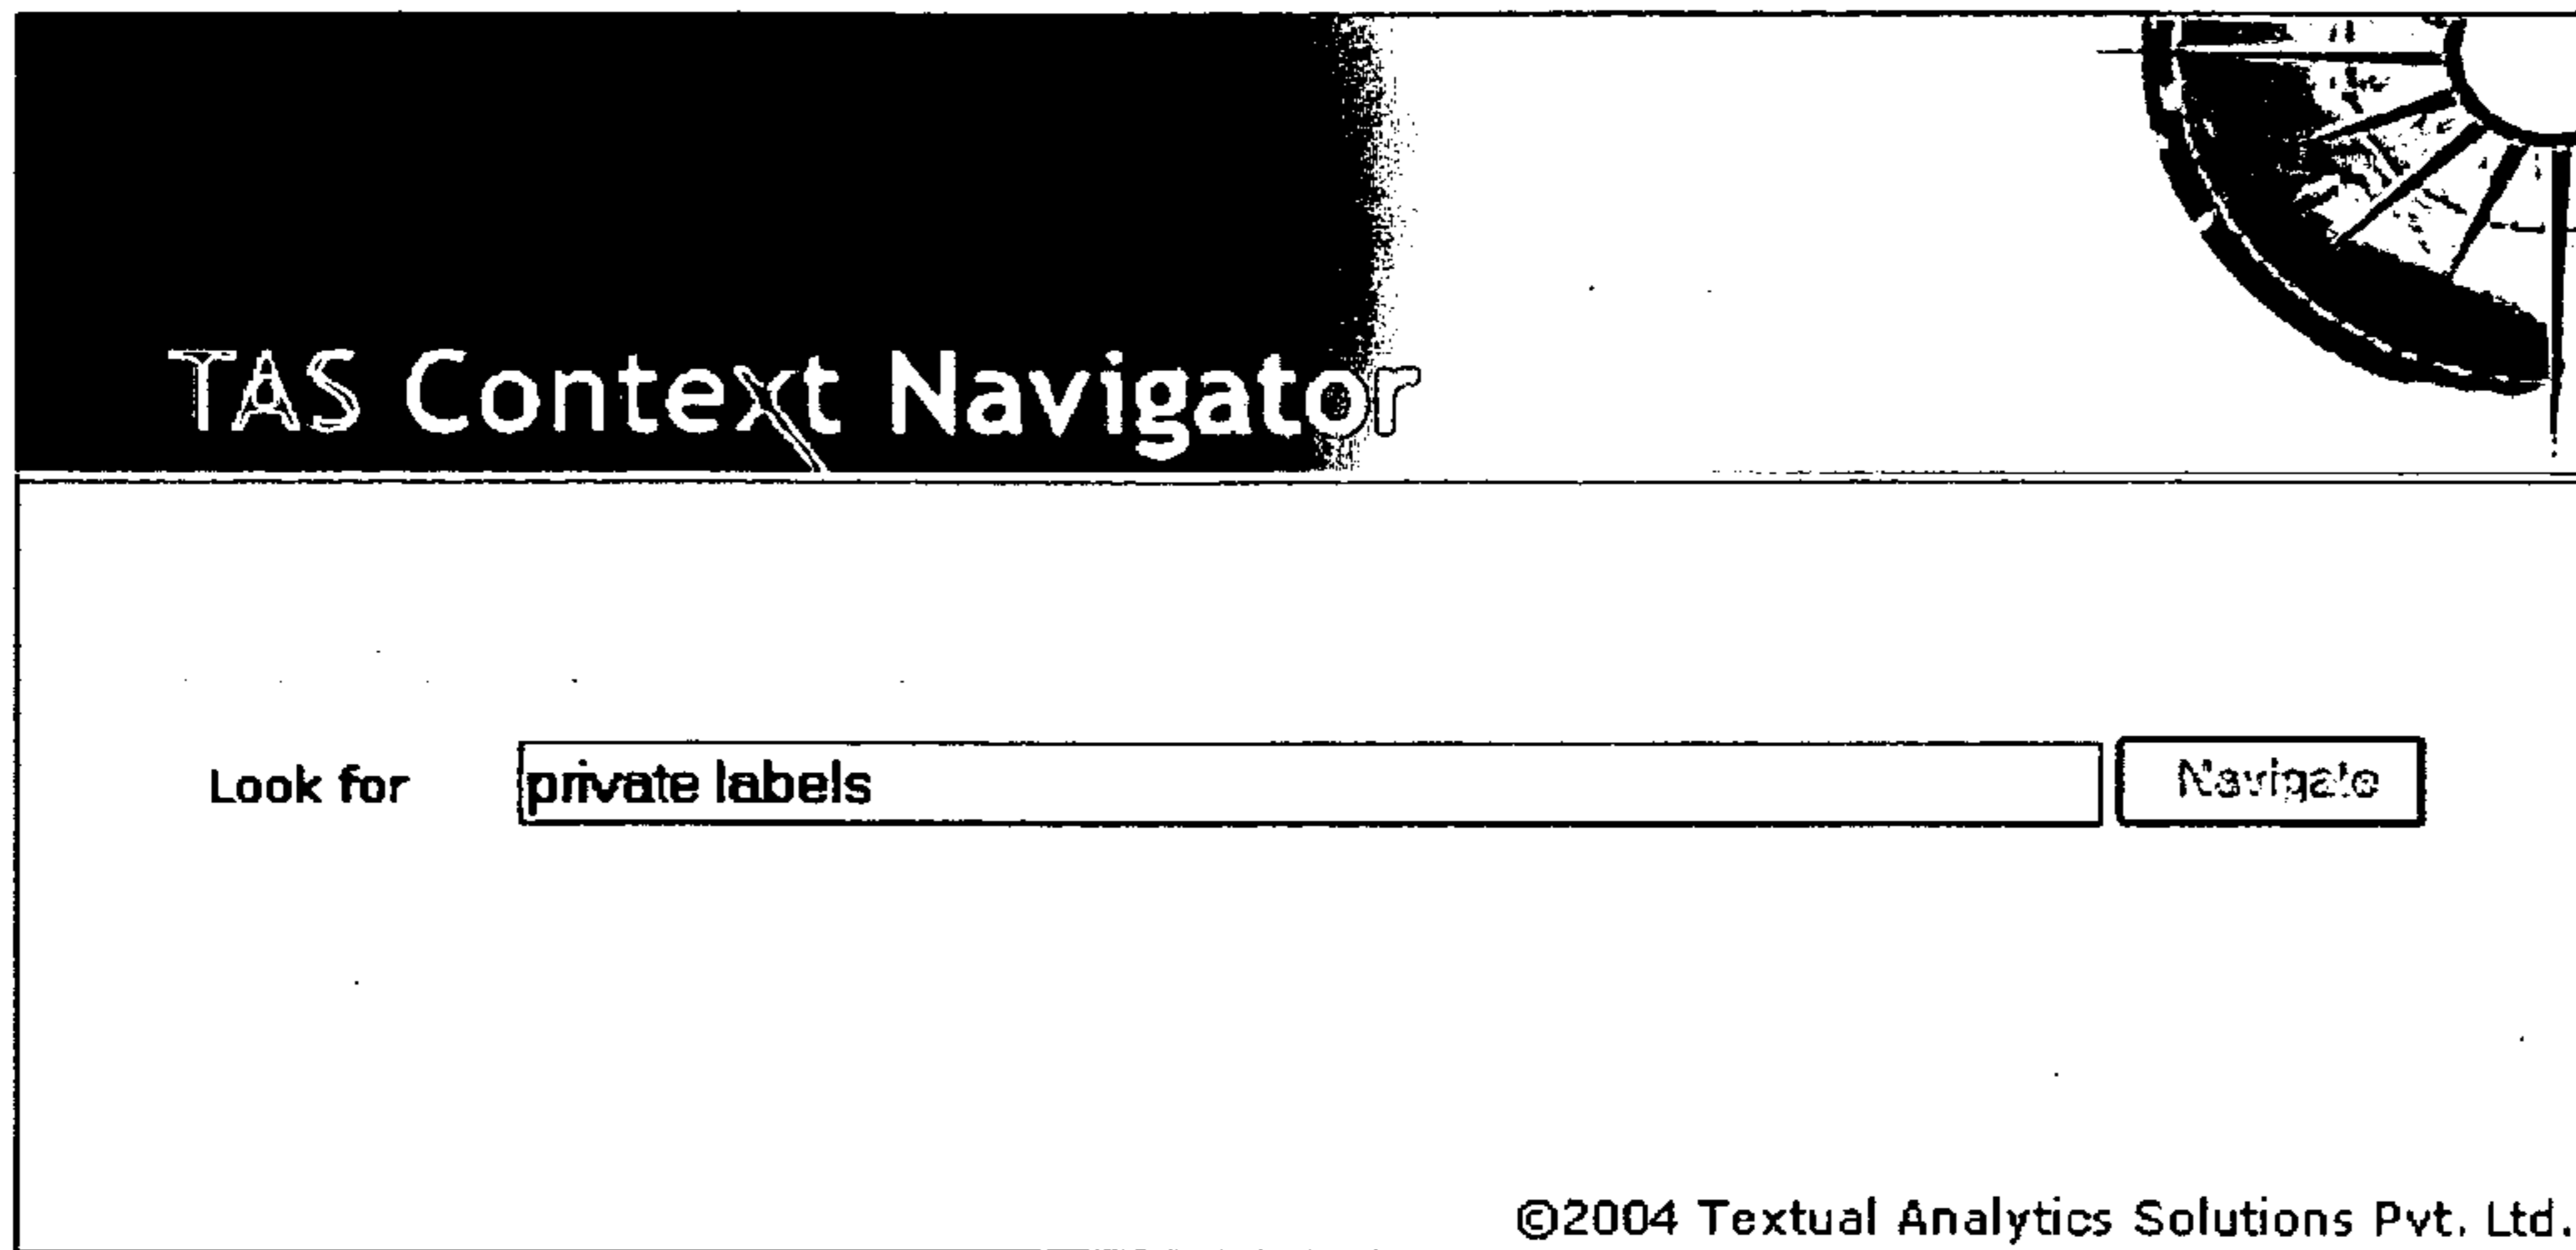 TAS Context Navigator
Look for private labels Navigate
©2004 Textual Analytics Solutions Pvt. Ltd.